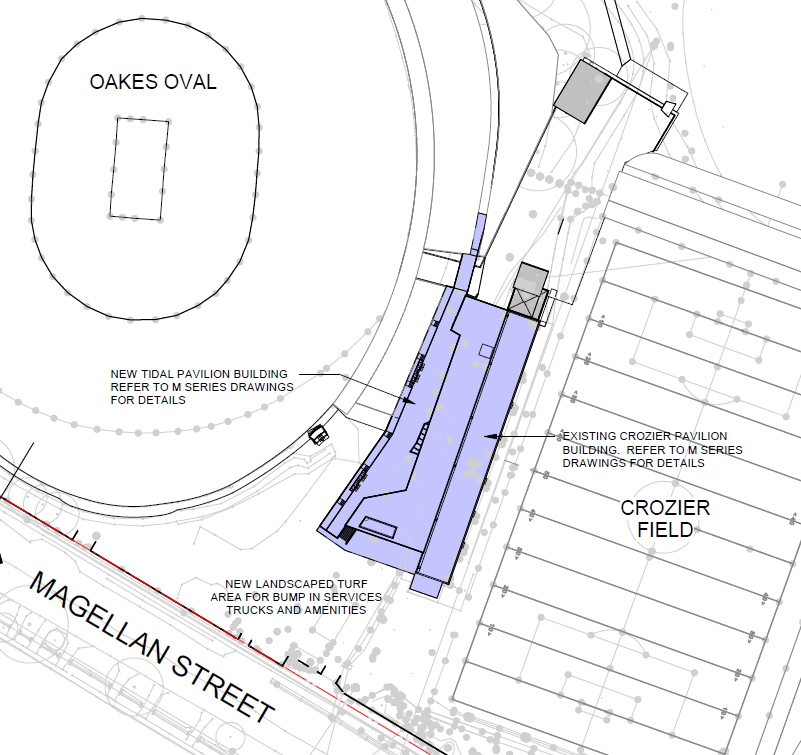 OAKES OVAL
NEW TIDAL PAVILION BUILDING
REFER TO M SERIES DRAWINGS
FOR DETAILS
EXISTING CROZIER PAVILION
BUILDING. REFER TO M SERIES
DRAWINGS FOR DETAILS
CROZIER
FIELD
NEW LANDSCAPED TURF
AREA FOR BUMP IN SERVICES
TRUCKS AND AMENITIES
MAGELLAN STREET